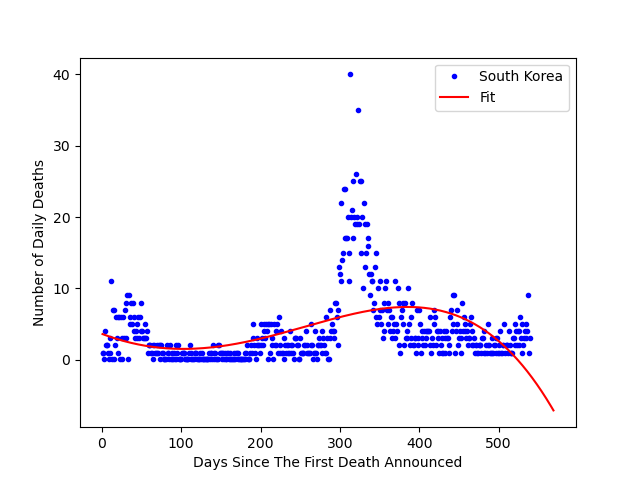 South Korea
Fit
40
30
20
10
0
Number of Daily Deaths
0 100 200 300 400 500
Days Since The First Death Announced